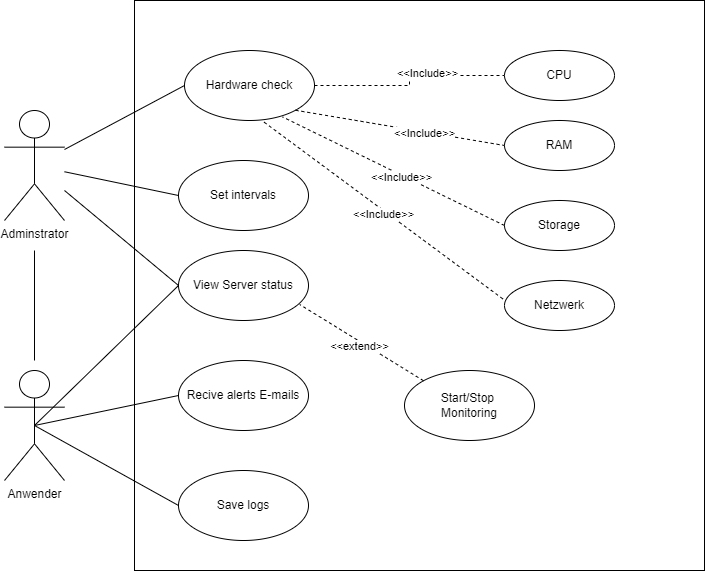 Hardware check
<<Include>>
CPU
<<Include>>
RAM
<<Include>>
Set intervals
<<Include>>
Storage
Adminstrator
View Server status
Netzwerk
<<extend>>
Recive alerts E-mails
Start/Stop
Monitoring
Anwender
Save logs